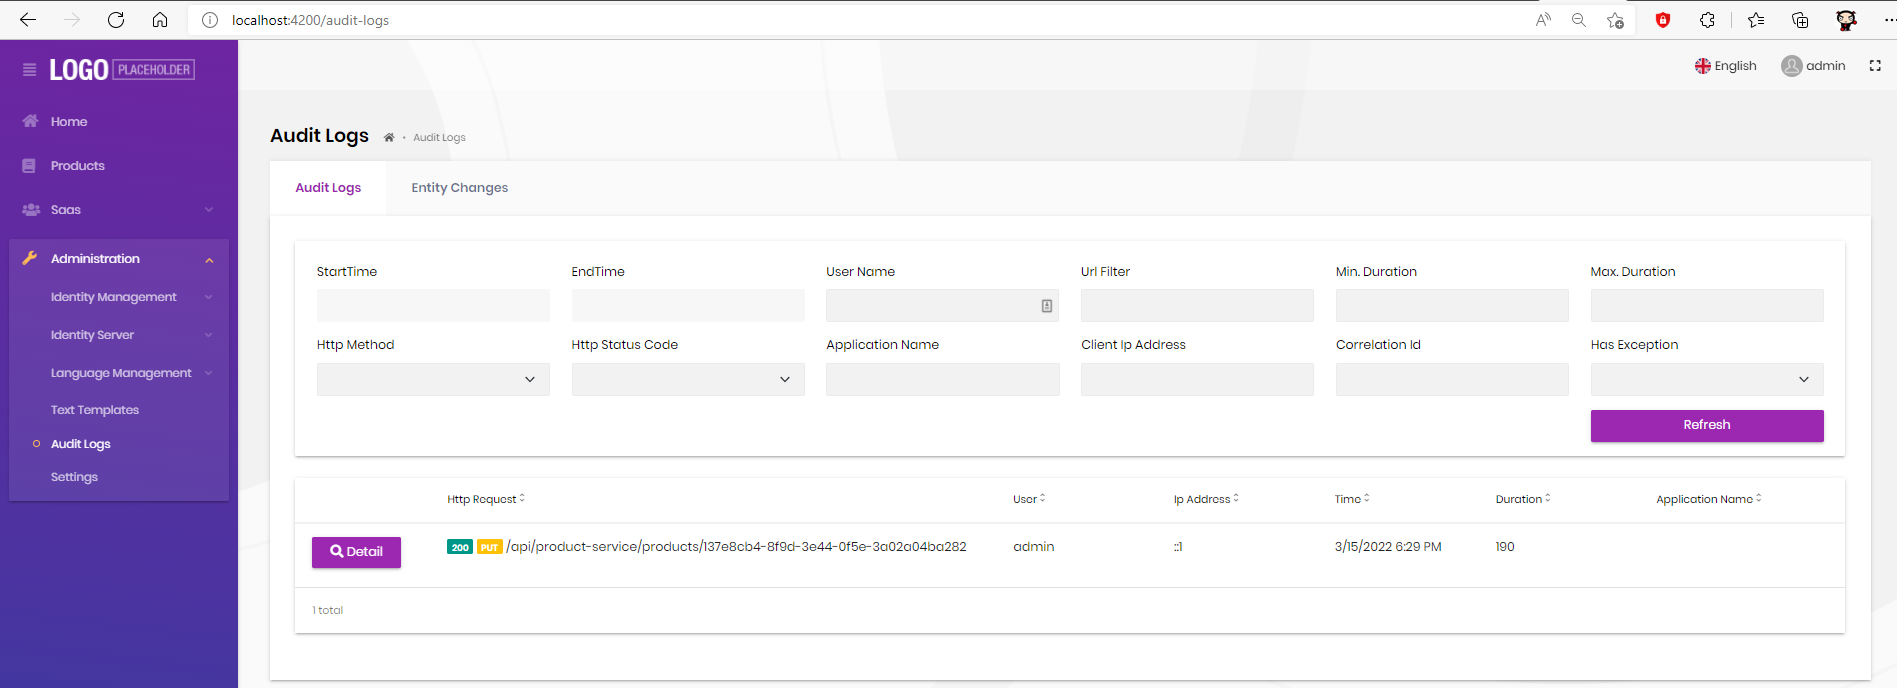 localhost:4200/audit-logs
LOGO PLACEHOLDER
English
admin
Home
Products
Saas
Administration
Identity Management
Identity Server
Language Management
Text Templates
Audit Logs
Settings
Audit Logs • Audit Logs
Audit Logs Entity Changes
StartTime EndTime User Name Url Filter Min. Duration Max. Duration
Http Method Http Status Code Application Name Client Ip Address Correlation Id Has Exception
Refresh
Http Request User Ip Address Time Duration Application Name
Detail 200 PUT /api/product-service/products/137e8cb4-8f9d-3e44-0f5e-3a02a04ba282 admin ::1 3/15/2022 6:29 PM 190
1 total